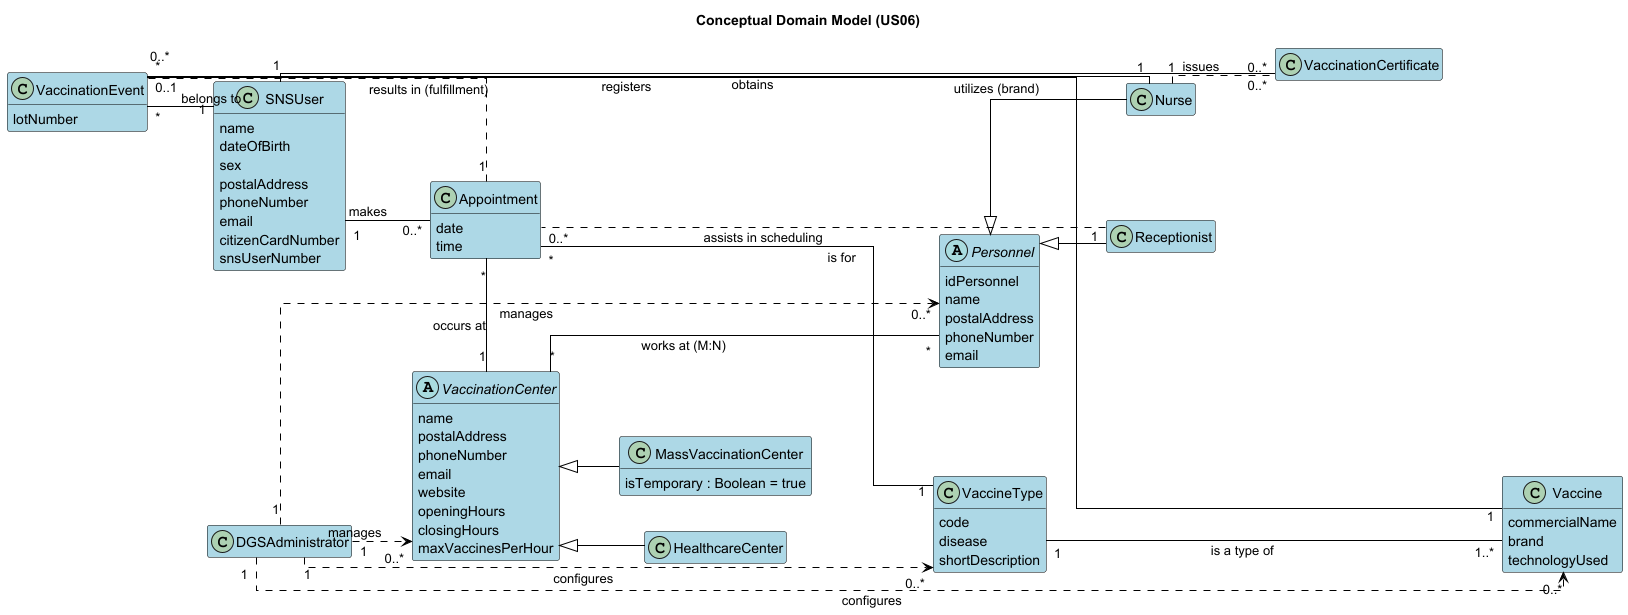 Conceptual Domain Model (US06)
0..*
*
1
1
1
issues
0..*
C VaccinationCertificate
C VaccinationEvent
0..1
results in (fulfillment)
registers
obtains
utilizes (brand)
0..*
C Nurse
belongs to
1
C SNSUser
lotNumber
*
name
dateOfBirth
sex
postalAddress
phoneNumber
email
citizenCardNumber
snsUserNumber
1
C Appointment
date
time
makes
1
0..*
0..*
assists in scheduling
1
C Receptionist
*
is for
A Personnel
idPersonnel
name
postalAddress
phoneNumber
email
*
manages
0..*
occurs at
works at (M:N)
*
1
*
A VaccinationCenter
name
postalAddress
phoneNumber
email
website
openingHours
closingHours
maxVaccinesPerHour
C MassVaccinationCenter
isTemporary : Boolean = true
C HealthcareCenter
1
C VaccineType
code
disease
shortDescription
C Vaccine
commercialName
brand
technologyUsed
1
1
is a type of
1..*
1
C DGSAdministrator
manages
1
0..*
1
1
configures
0..*
configures
0..*